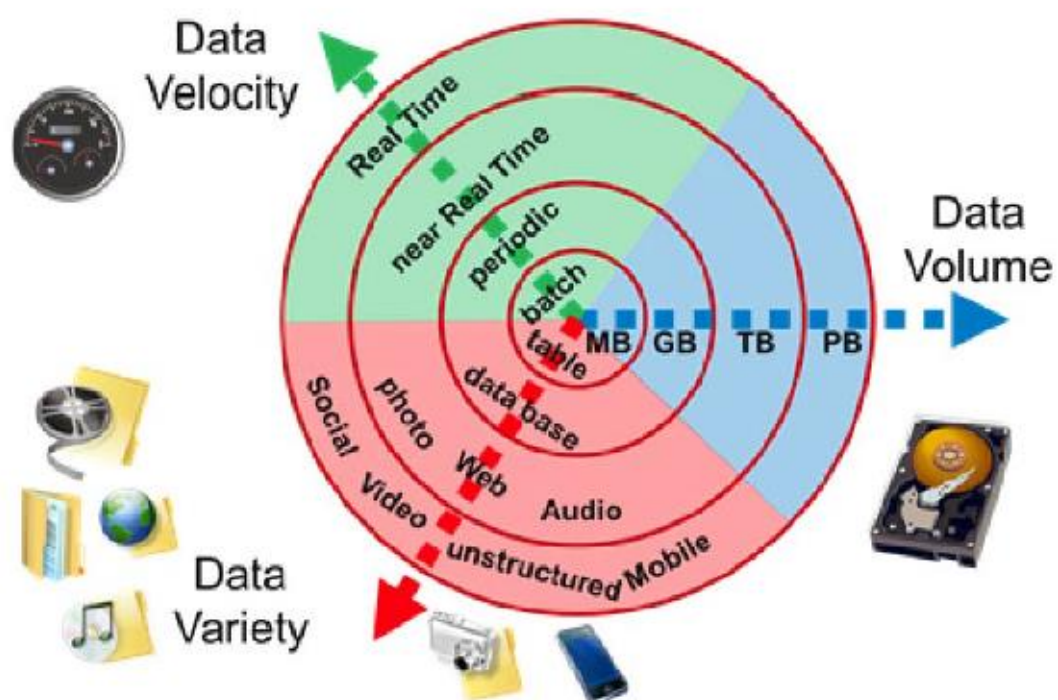 Data
Velocity
Real Time
near Real Time
periodic
batch
Data
Volume
MB GB TB PB
table
data base
photo Web Audio
Social Video unstructured Mobile
Data
Variety